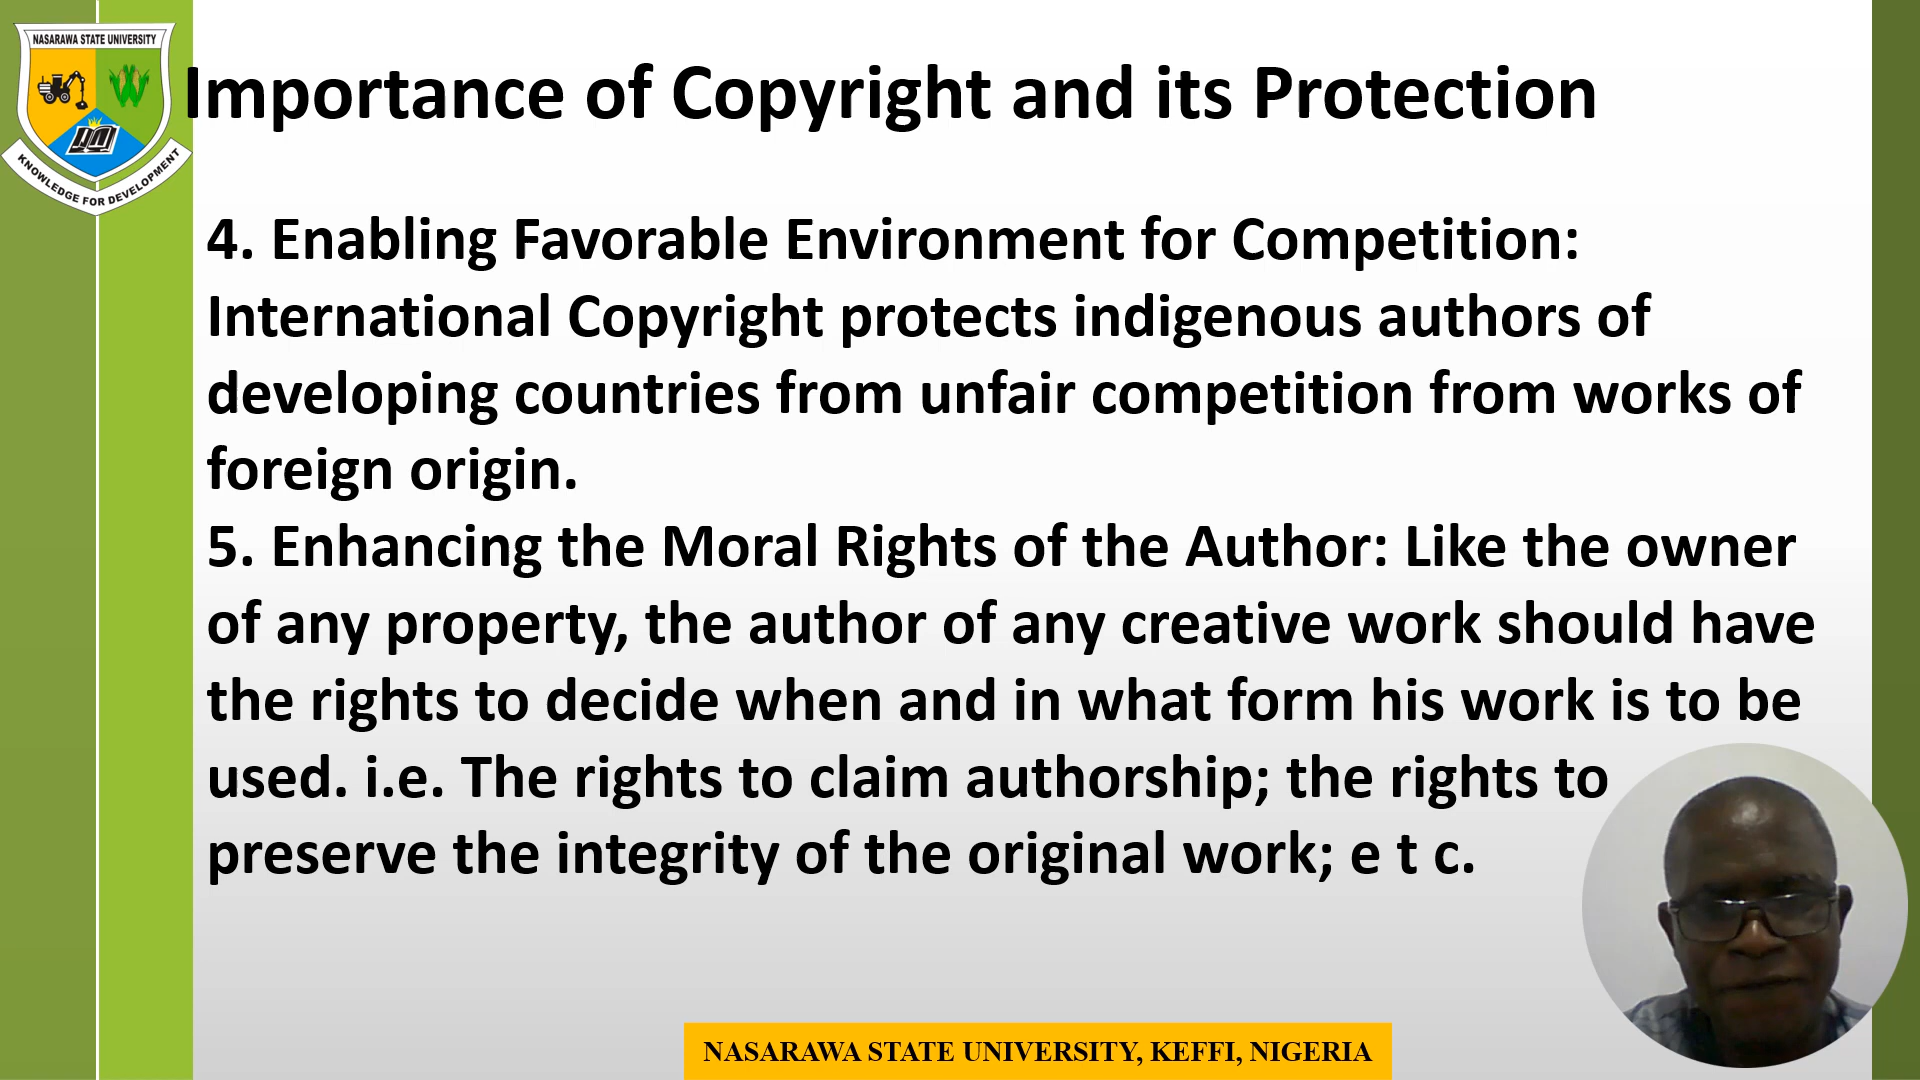 NASARAWA STATE UNIVERSITY
KNOWLEDGE FOR DEVELOPMENT
Importance of Copyright and its Protection
4. Enabling Favorable Environment for Competition:
International Copyright protects indigenous authors of
developing countries from unfair competition from works of
foreign origin.
5. Enhancing the Moral Rights of the Author: Like the owner
of any property, the author of any creative work should have
the rights to decide when and in what form his work is to be
used. i.e. The rights to claim authorship; the rights to
preserve the integrity of the original work; e t c.
NASARAWA STATE UNIVERSITY, KEFFI, NIGERIA